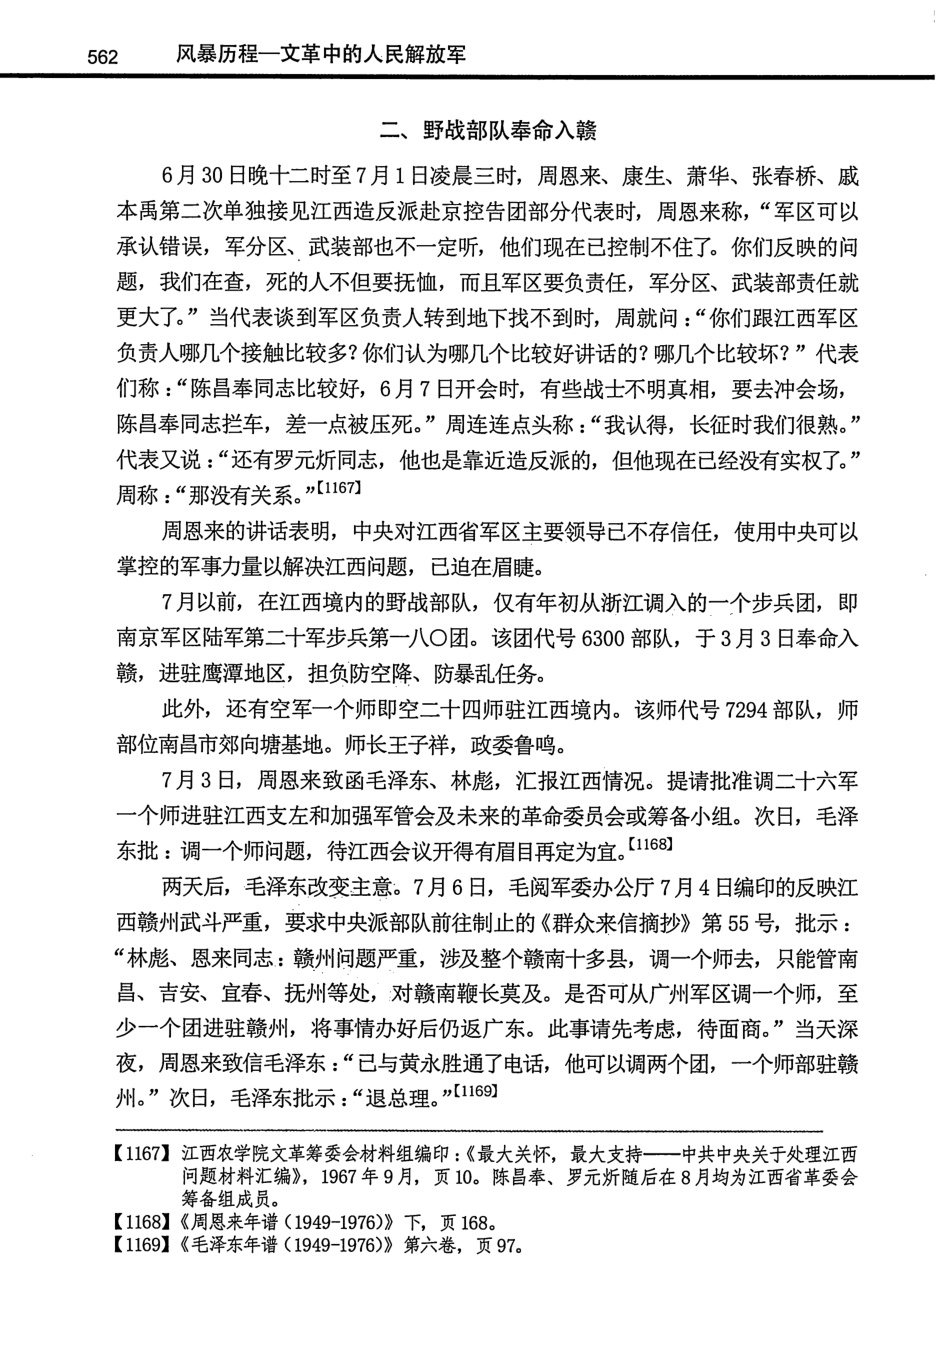 562 风暴历程—文革中的人民解放军
二、野战部队奉命入赣
6月30日晚十二时至7月1日凌晨三时，周恩来、康生、萧华、张春桥、戚
本禹第二次单独接见江西造反派赴京控告团部分代表时，周恩来称，“军区可以
承认错误，军分区、武装部也不一定听，他们现在已控制不住了。你们反映的问
题，我们在查，死的人不但要抚恤，而且军区要负责任，军分区、武装部责任就
更大了。”当代表谈到军区负责人转到地下找不到时，周就问：“你们跟江西军区
负责人哪几个接触比较多？你们认为哪几个比较好讲话的？哪几个比较坏？”代表
们称：“陈昌奉同志比较好，6月7日开会时，有些战士不明真相，要去冲会场，
陈昌奉同志拦车，差一点被压死。”周连连点头称：“我认得，长征时我们很熟。”
代表又说：“还有罗元炘同志，他也是靠近造反派的，但他现在已经没有实权了。”
周称：“那没有关系。”【1167】
周恩来的讲话表明，中央对江西省军区主要领导已不存信任，使用中央可以
掌控的军事力量以解决江西问题，已迫在眉睫。
7月以前，在江西境内的野战部队，仅有年初从浙江调入的一个步兵团，即
南京军区陆军第二十军步兵第一八〇团。该团代号6300部队，于3月3日奉命入
赣，进驻鹰潭地区，担负防空降、防暴乱任务。
此外，还有空军一个师即空二十四师驻江西境内。该师代号7294部队，师
部位南昌市郊向塘基地。师长王子祥，政委鲁鸣。
7月3日，周恩来致函毛泽东、林彪，汇报江西情况。提请批准调二十六军
一个师进驻江西支左和加强军管会及未来的革命委员会或筹备小组。次日，毛泽
东批：调一个师问题，待江西会议开得有眉目再定为宜。【1168】
两天后，毛泽东改变主意。7月6日，毛阅军委办公厅7月4日编印的反映江
西赣州武斗严重，要求中央派部队前往制止的《群众来信摘抄》第55号，批示：
“林彪、恩来同志：赣州问题严重，涉及整个赣南十多县，调一个师去，只能管南
昌、吉安、宜春、抚州等处，对赣南鞭长莫及。是否可从广州军区调一个师，至
少一个团进驻赣州，将事情办好后仍返广东。此事请先考虑，待面商。”当天深
夜，周恩来致信毛泽东：“已与黄永胜通了电话，他可以调两个团，一个师部驻赣
州。”次日，毛泽东批示：“退总理。”【1169】
【1167】江西农学院文革筹委会材料组编印：《最大关怀，最大支持——中共中央关于处理江西
问题材料汇编》，1967年9月，页10。陈昌奉、罗元炘随后在8月均为江西省革委会
筹备组成员。
【1168】《周恩来年谱（1949-1976）》下，页168。
【1169】《毛泽东年谱（1949-1976）》第六卷，页97。